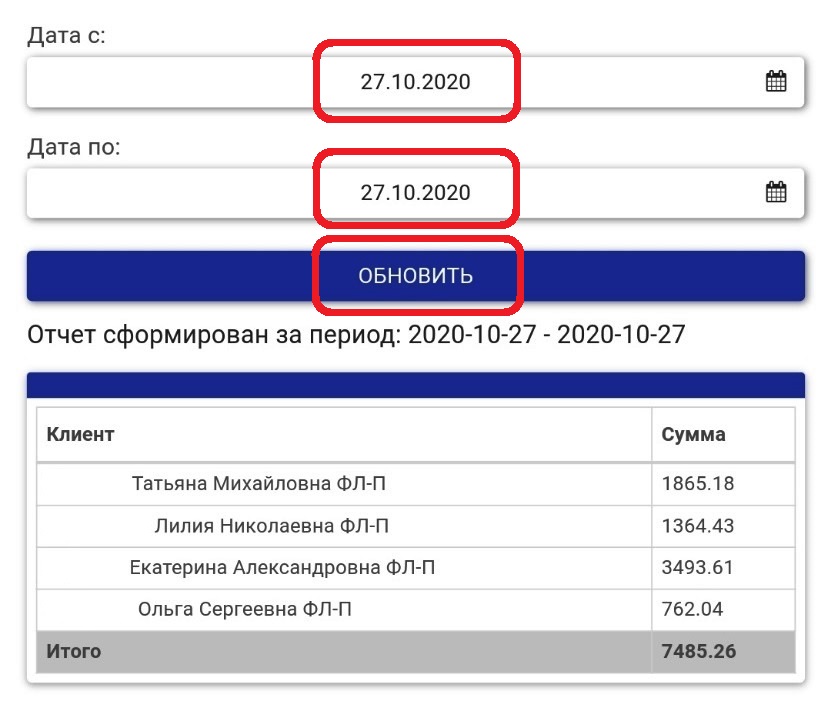 Дата с:
27.10.2020
Дата по:
27.10.2020
ОБНОВИТЬ
Отчет сформирован за период: 2020-10-27 - 2020-10-27
Клиент Сумма
Татьяна Михайловна ФЛ-П 1865.18
Лилия Николаевна ФЛ-П 1364.43
Екатерина Александровна ФЛ-П 3493.61
Ольга Сергеевна ФЛ-П 762.04
Итого 7485.26